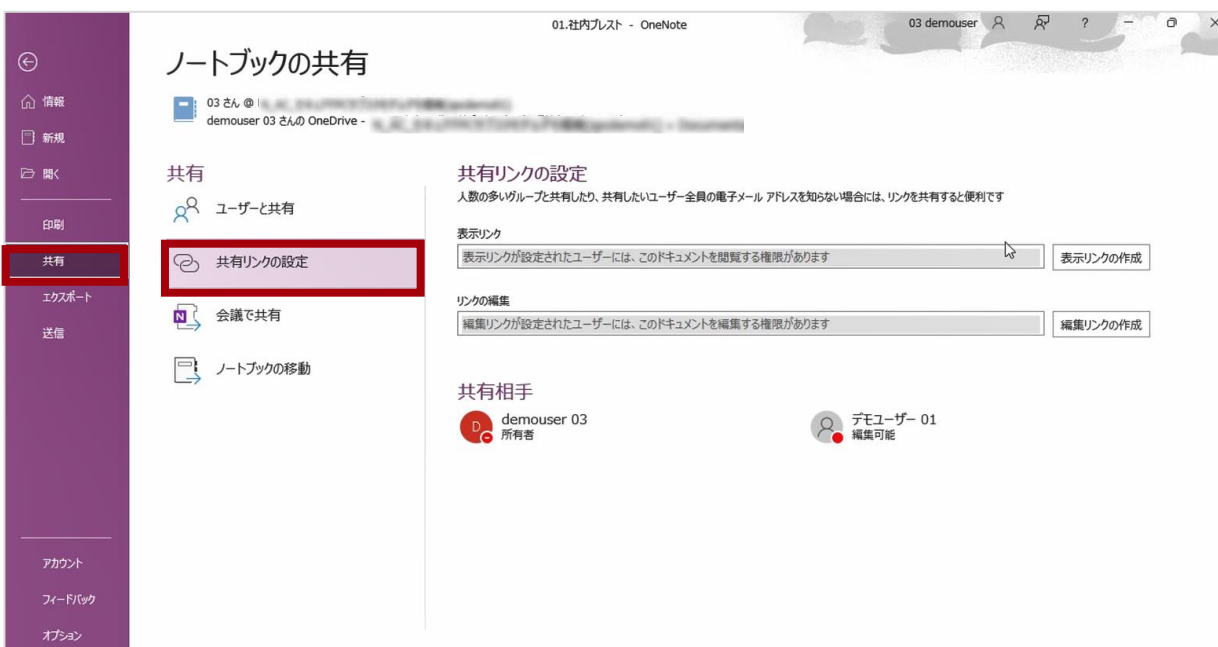 01.社内ブレスト - OneNote
03 demouser
?
ノートブックの共有
情報
新規
開く
印刷
共有
エクスポート
送信
アカウント
フィードバック
オプション
03 さん @
demouser 03 さんの OneDrive -
共有
ユーザーと共有
共有リンクの設定
会議で共有
ノートブックの移動
共有リンクの設定
人数の多いグループと共有したり、共有したいユーザー全員の電子メール アドレスを知らない場合には、リンクを共有すると便利です
表示リンク
表示リンクが設定されたユーザーには、このドキュメントを閲覧する権限があります
表示リンクの作成
リンクの編集
編集リンクが設定されたユーザーには、このドキュメントを編集する権限があります
編集リンクの作成
共有相手
D
demouser 03
所有者
デモユーザー 01
編集可能